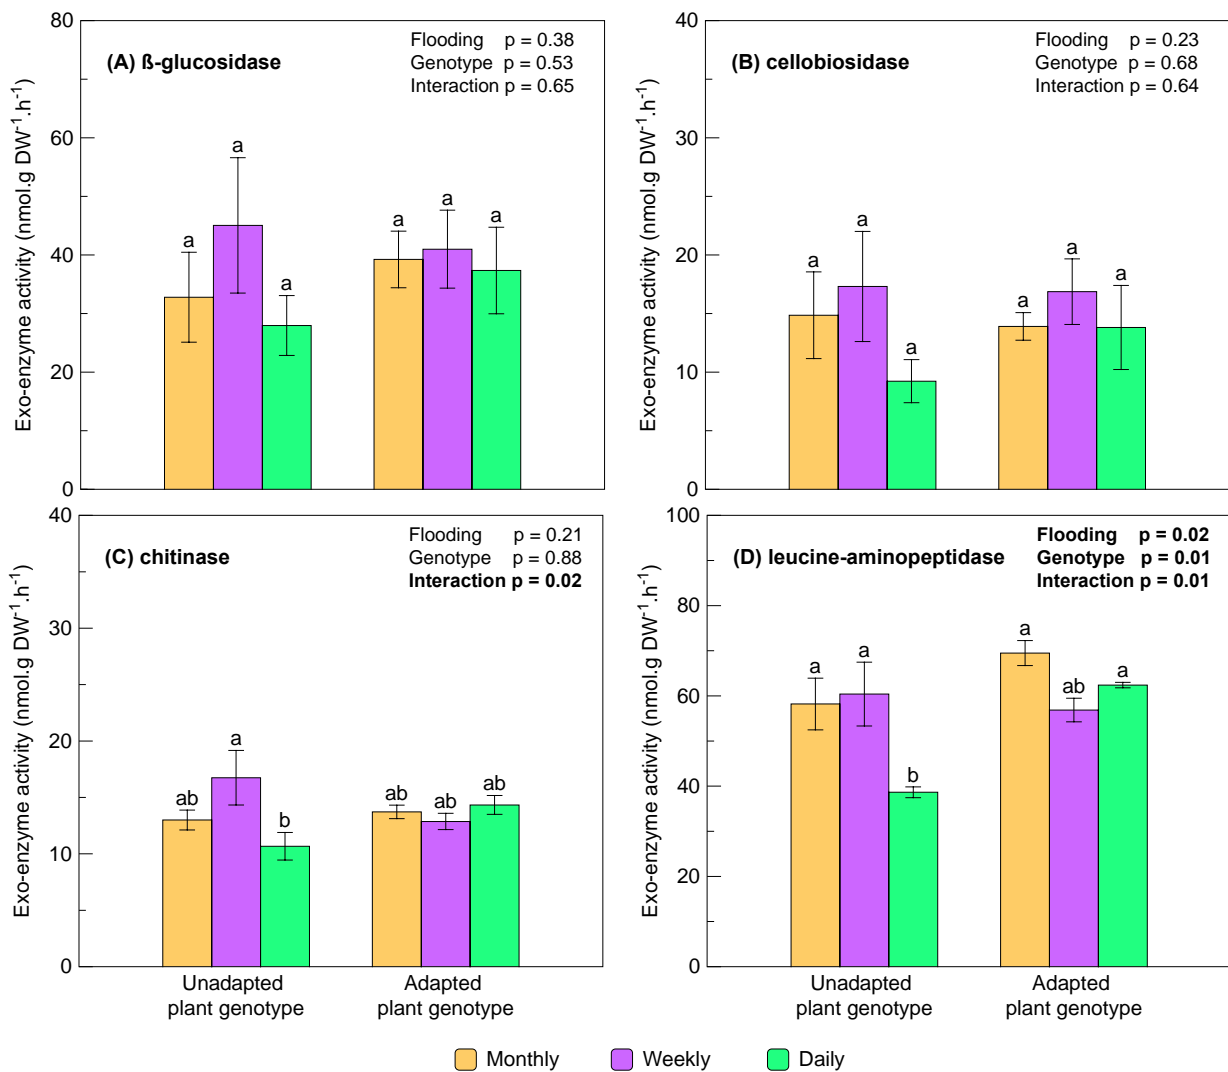 (A) ß-glucosidase
Flooding p = 0.38
Genotype p = 0.53
Interaction p = 0.65
Exo-enzyme activity (nmol.g DW⁻¹.h⁻¹)
80
60
40
20
0
a
a
a
a
a
a
(B) cellobiosidase
Flooding p = 0.23
Genotype p = 0.68
Interaction p = 0.64
Exo-enzyme activity (nmol.g DW⁻¹.h⁻¹)
40
30
20
10
0
a
a
a
a
a
a
(C) chitinase
Flooding p = 0.21
Genotype p = 0.88
Interaction p = 0.02
Exo-enzyme activity (nmol.g DW⁻¹.h⁻¹)
40
30
20
10
0
ab
a
b
ab
ab
ab
Unadapted
plant genotype
Adapted
plant genotype
(D) leucine-aminopeptidase
Flooding p = 0.02
Genotype p = 0.01
Interaction p = 0.01
Exo-enzyme activity (nmol.g DW⁻¹.h⁻¹)
100
80
60
40
20
0
a
a
b
a
ab
a
Unadapted
plant genotype
Adapted
plant genotype
Monthly
Weekly
Daily